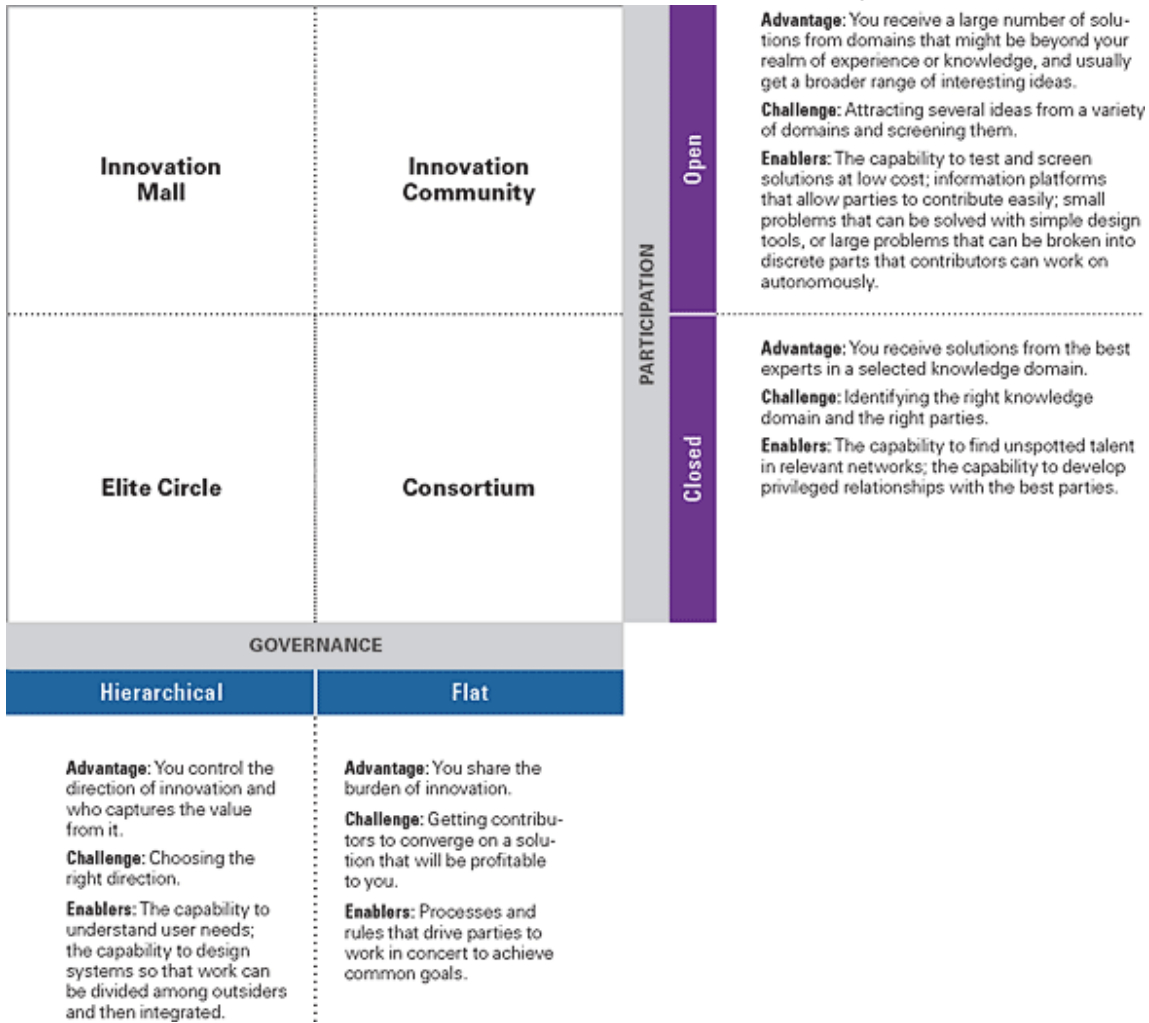 Innovation
Mall
Innovation
Community
Elite Circle
Consortium
PARTICIPATION
Open
Closed
Advantage: You receive a large number of solu-
tions from domains that might be beyond your
realm of experience or knowledge, and usually
get a broader range of interesting ideas.
Challenge: Attracting several ideas from a variety
of domains and screening them.
Enablers: The capability to test and screen
solutions at low cost; information platforms
that allow parties to contribute easily; small
problems that can be solved with simple design
tools, or large problems that can be broken into
discrete parts that contributors can work on
autonomously.
Advantage: You receive solutions from the best
experts in a selected knowledge domain.
Challenge: Identifying the right knowledge
domain and the right parties.
Enablers: The capability to find unspotted talent
in relevant networks; the capability to develop
privileged relationships with the best parties.
GOVERNANCE
Hierarchical
Flat
Advantage: You control the
direction of innovation and
who captures the value
from it.
Challenge: Choosing the
right direction.
Enablers: The capability to
understand user needs;
the capability to design
systems so that work can
be divided among outsiders
and then integrated.
Advantage: You share the
burden of innovation.
Challenge: Getting contribu-
tors to converge on a solu-
tion that will be profitable
to you.
Enablers: Processes and
rules that drive parties to
work in concert to achieve
common goals.